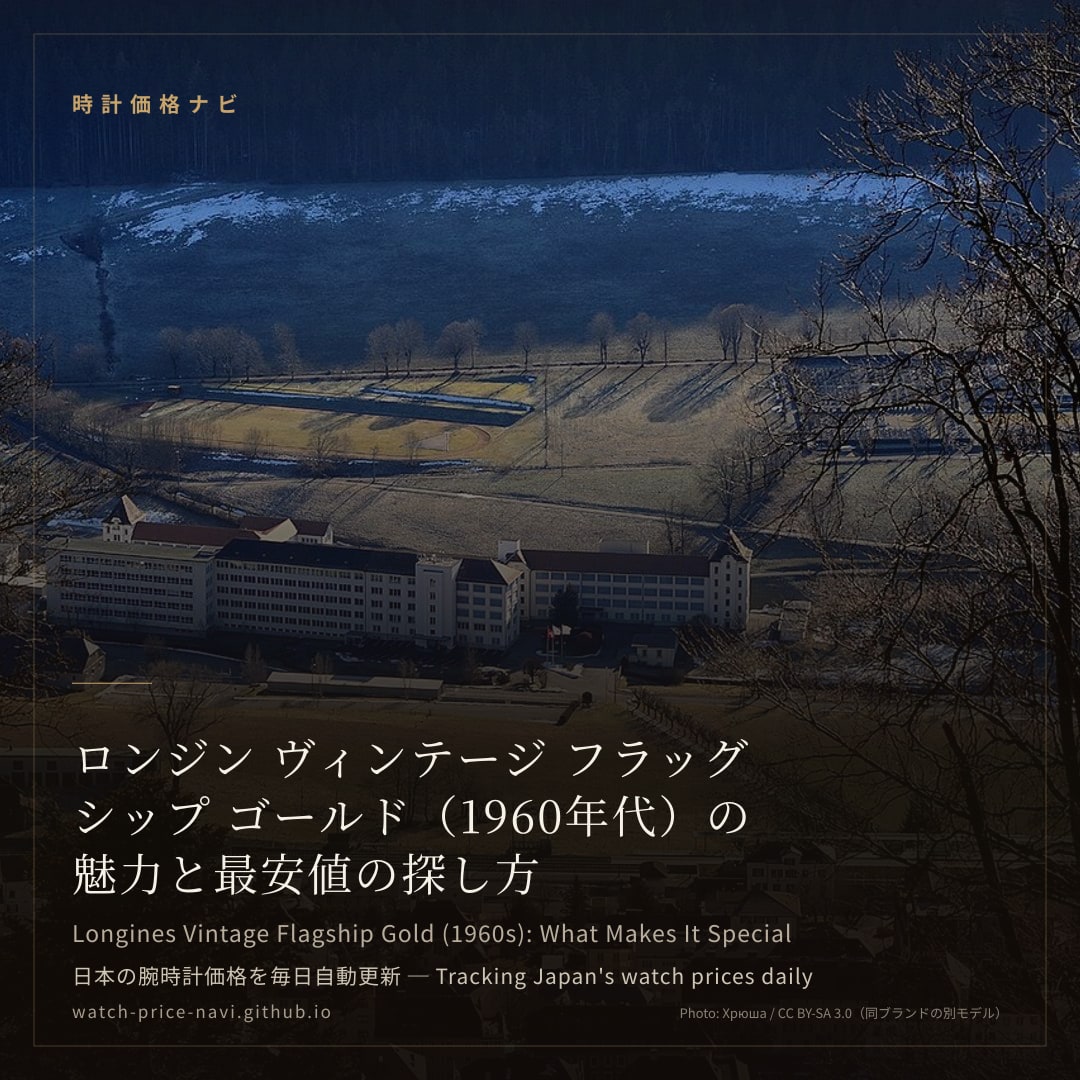 時計価格ナビ
ロンジン ヴィンテージ フラッグ
シップ ゴールド（1960年代）の
魅力と最安値の探し方
Longines Vintage Flagship Gold (1960s): What Makes It Special
日本の腕時計価格を毎日自動更新 — Tracking Japan's watch prices daily
watch-price-navi.github.io
Photo: Хрюша / CC BY-SA 3.0（同ブランドの別モデル）